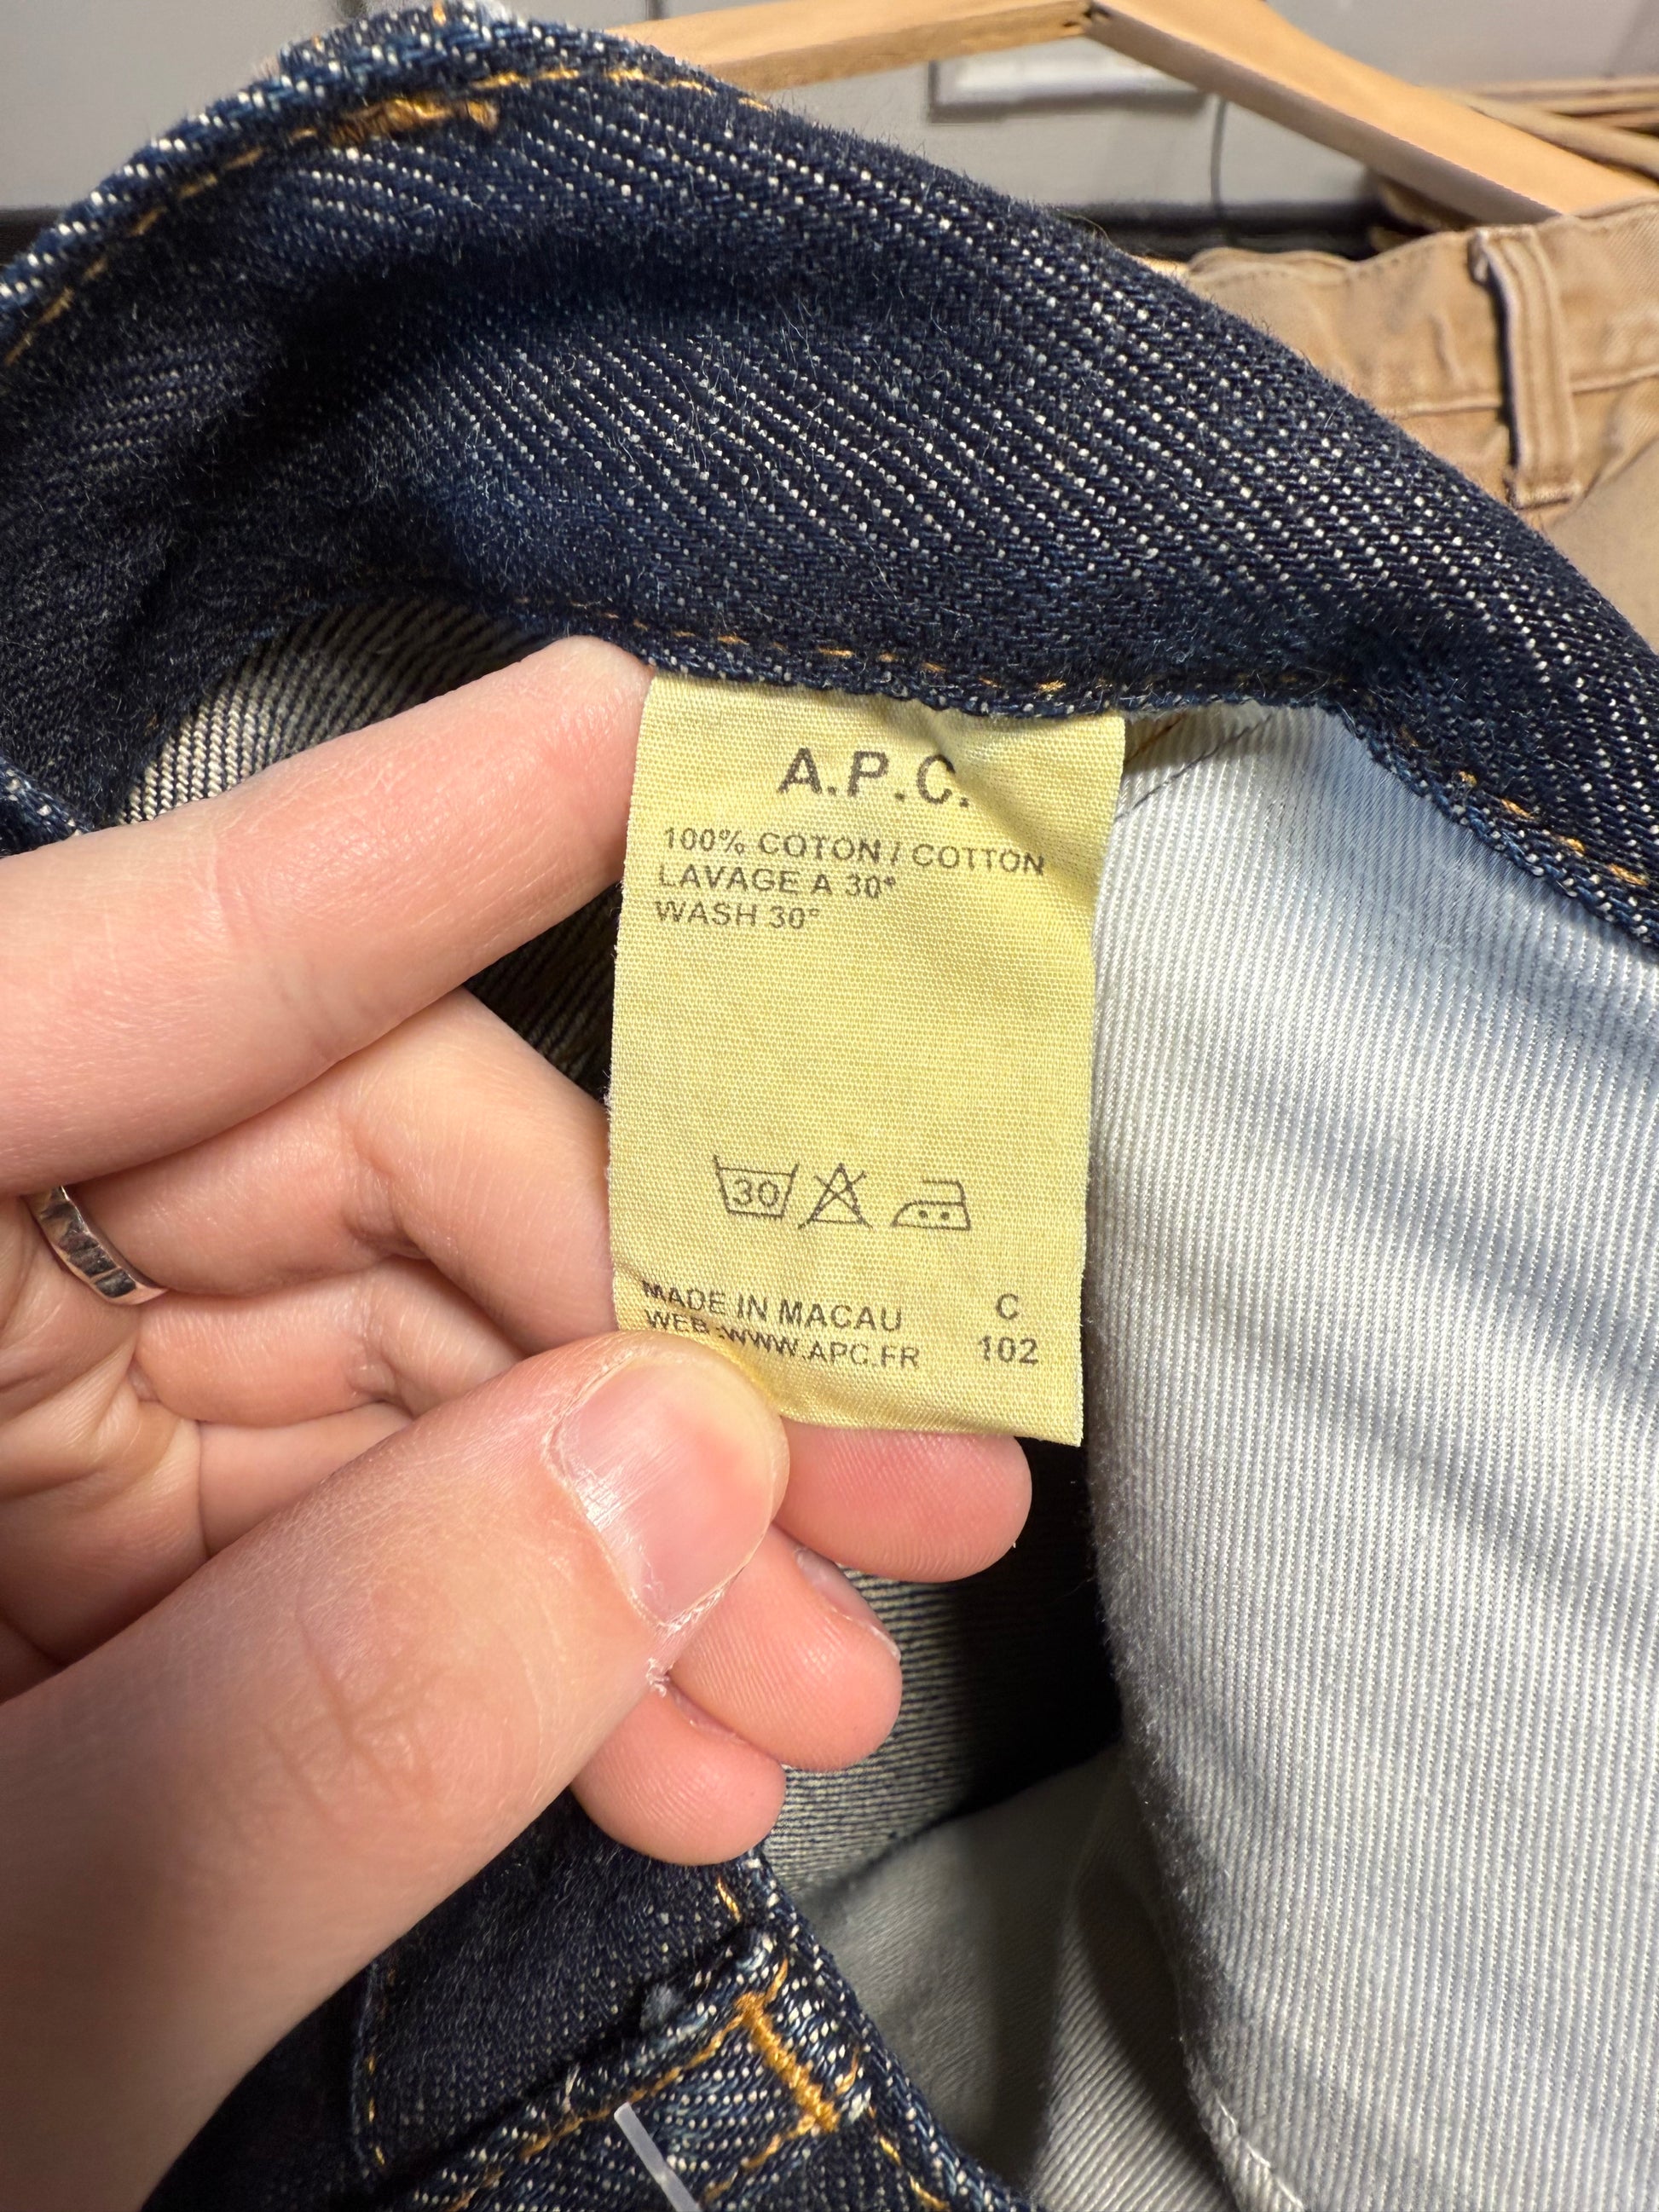 A.P.C.
100% COTON / COTTON
LAVAGE A 30°
WASH 30°
30
MADE IN MACAU C
WEB :WWW.APC.FR 102